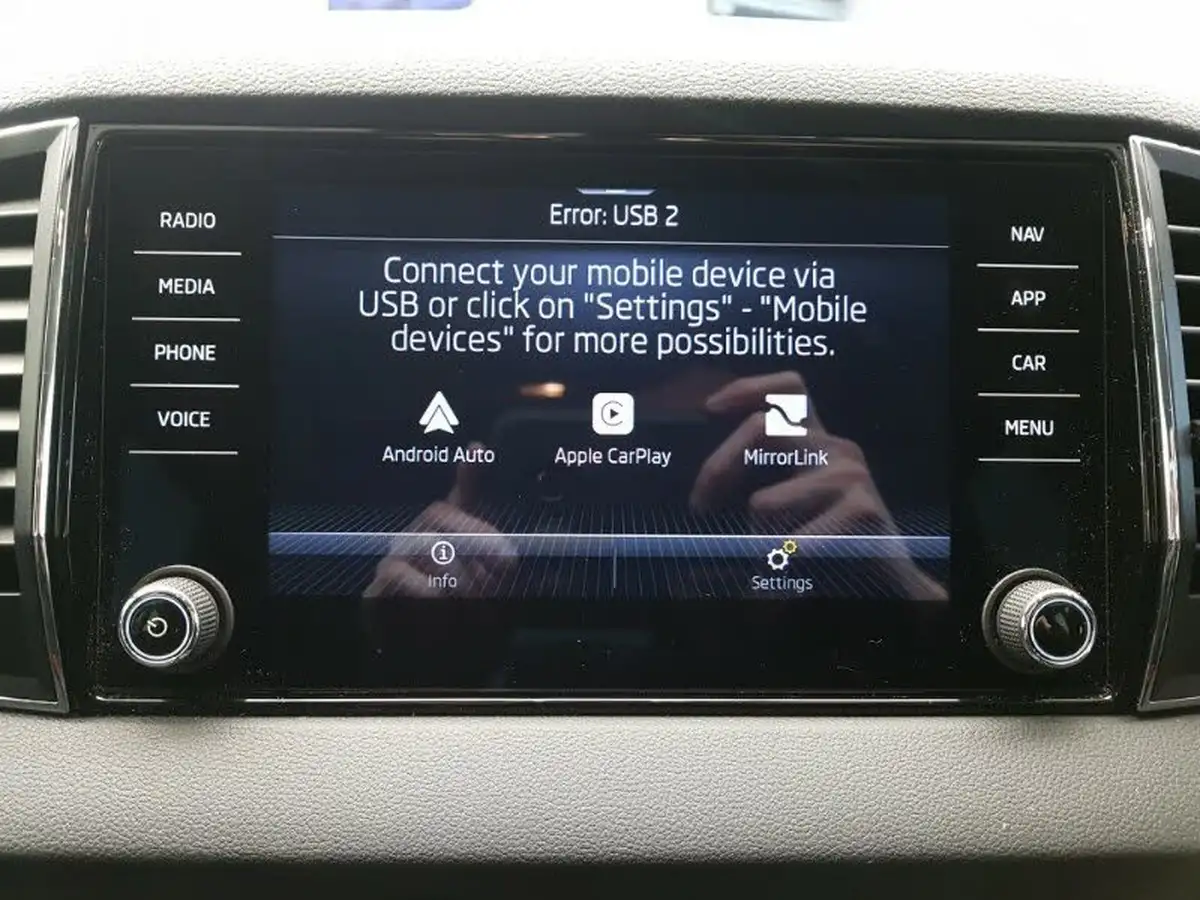 Error: USB 2
RADIO
MEDIA
PHONE
VOICE
Connect your mobile device via
USB or click on "Settings" - "Mobile
devices" for more possibilities.
Android Auto
Apple CarPlay
MirrorLink
Info
Settings
NAV
APP
CAR
MENU